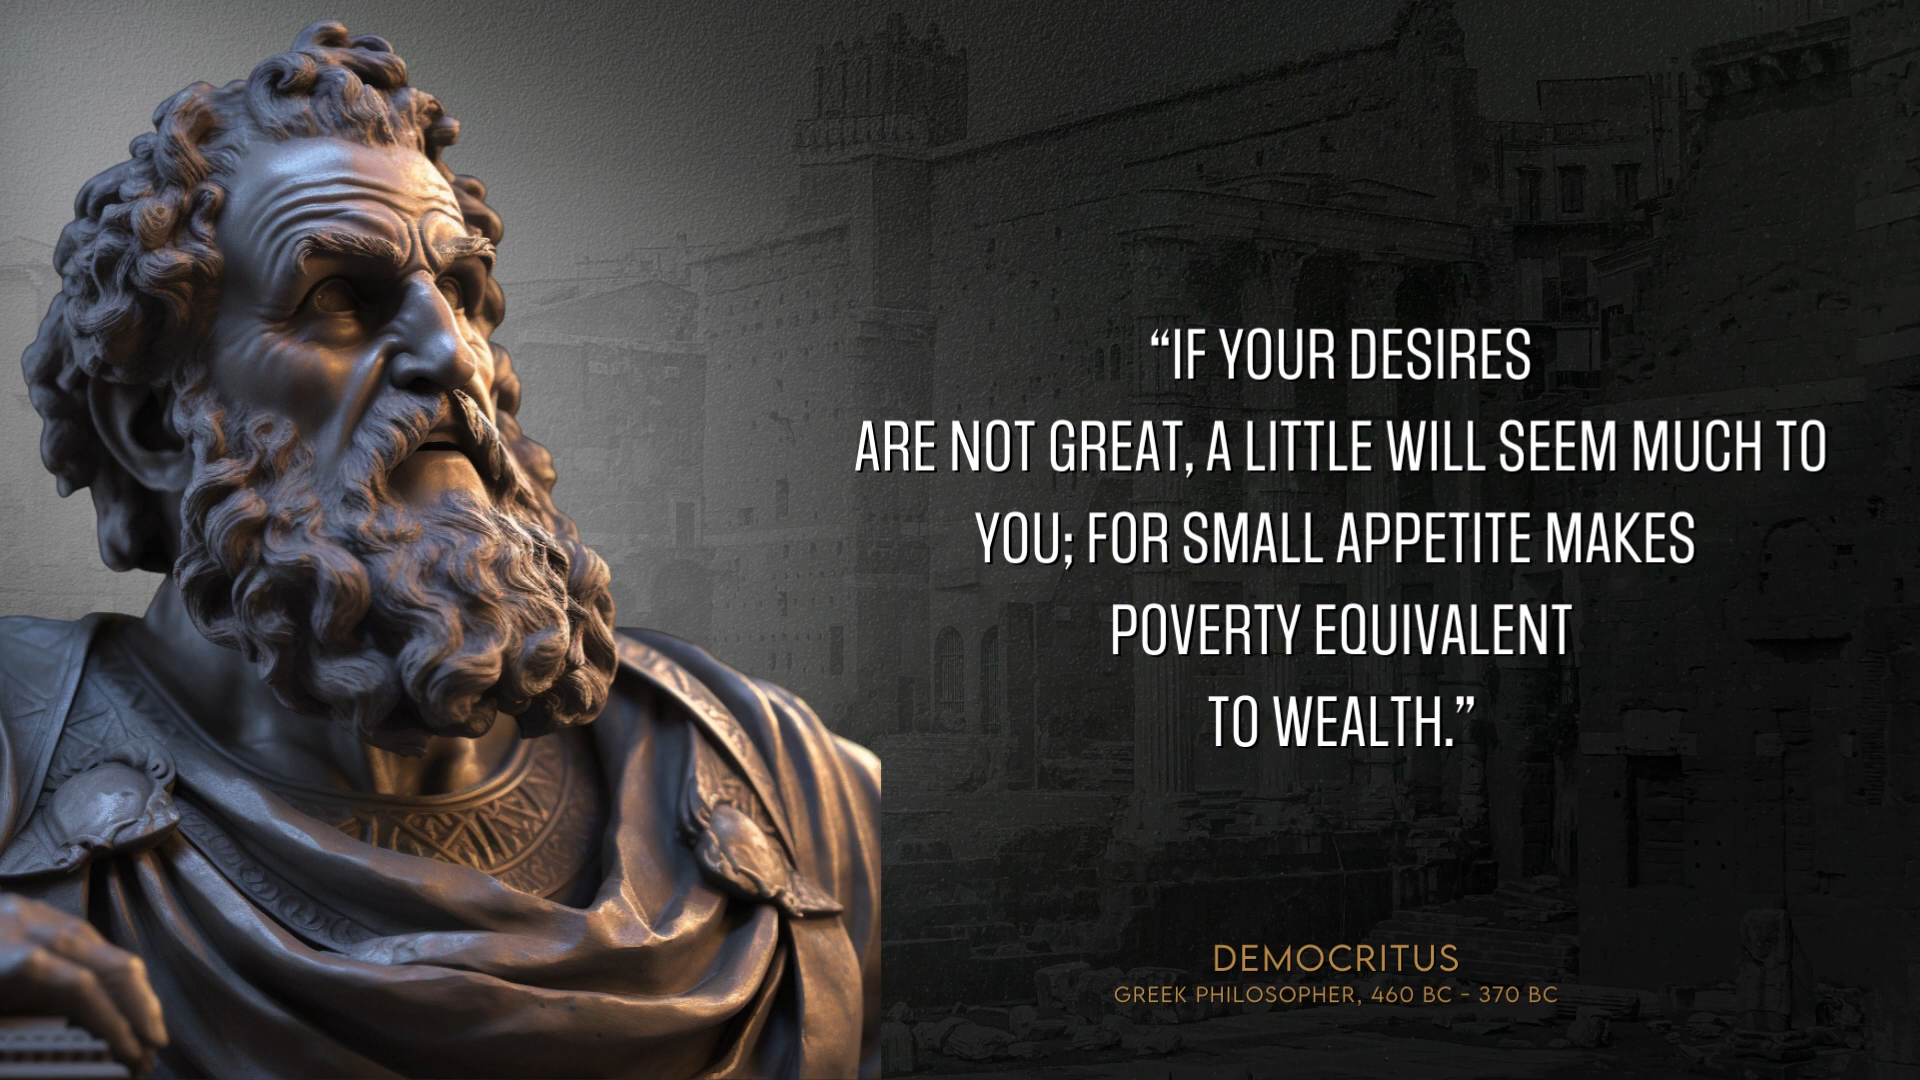 “IF YOUR DESIRES
ARE NOT GREAT, A LITTLE WILL SEEM MUCH TO
YOU; FOR SMALL APPETITE MAKES
POVERTY EQUIVALENT
TO WEALTH.”
DEMOCRITUS
GREEK PHILOSOPHER, 460 BC - 370 BC